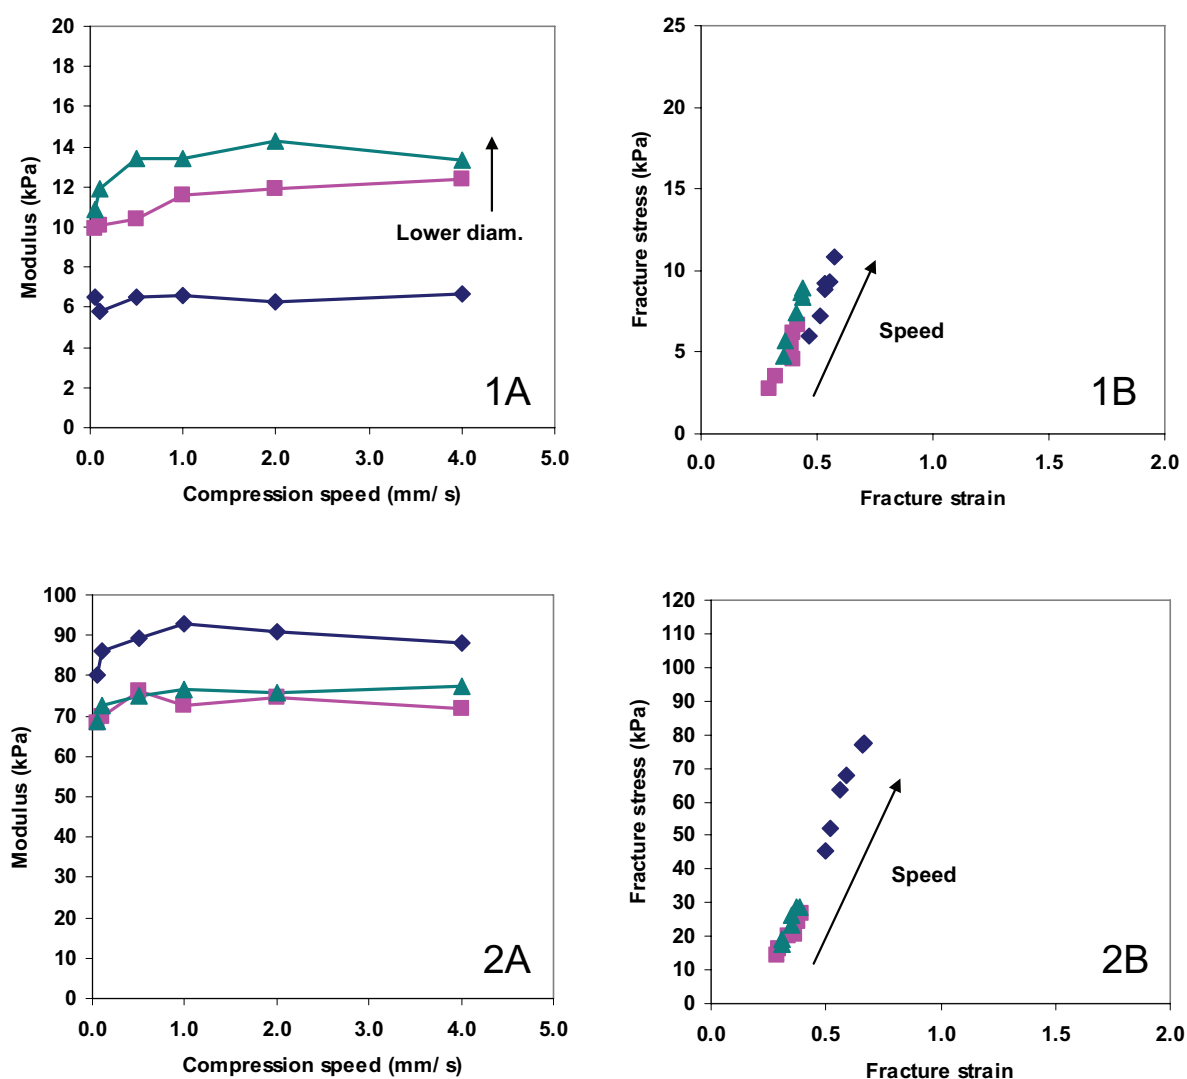 20
18
16
14
12
10
8
6
4
2
0
0.0 1.0 2.0 3.0 4.0 5.0
Modulus (kPa)
Compression speed (mm/ s)
Lower diam.
1A
25
20
15
10
5
0
0.0 0.5 1.0 1.5 2.0
Fracture stress (kPa)
Fracture strain
Speed
1B
100
90
80
70
60
50
40
30
20
10
0
0.0 1.0 2.0 3.0 4.0 5.0
Modulus (kPa)
Compression speed (mm/ s)
2A
120
110
100
90
80
70
60
50
40
30
20
10
0
0.0 0.5 1.0 1.5 2.0
Fracture stress (kPa)
Fracture strain
Speed
2B